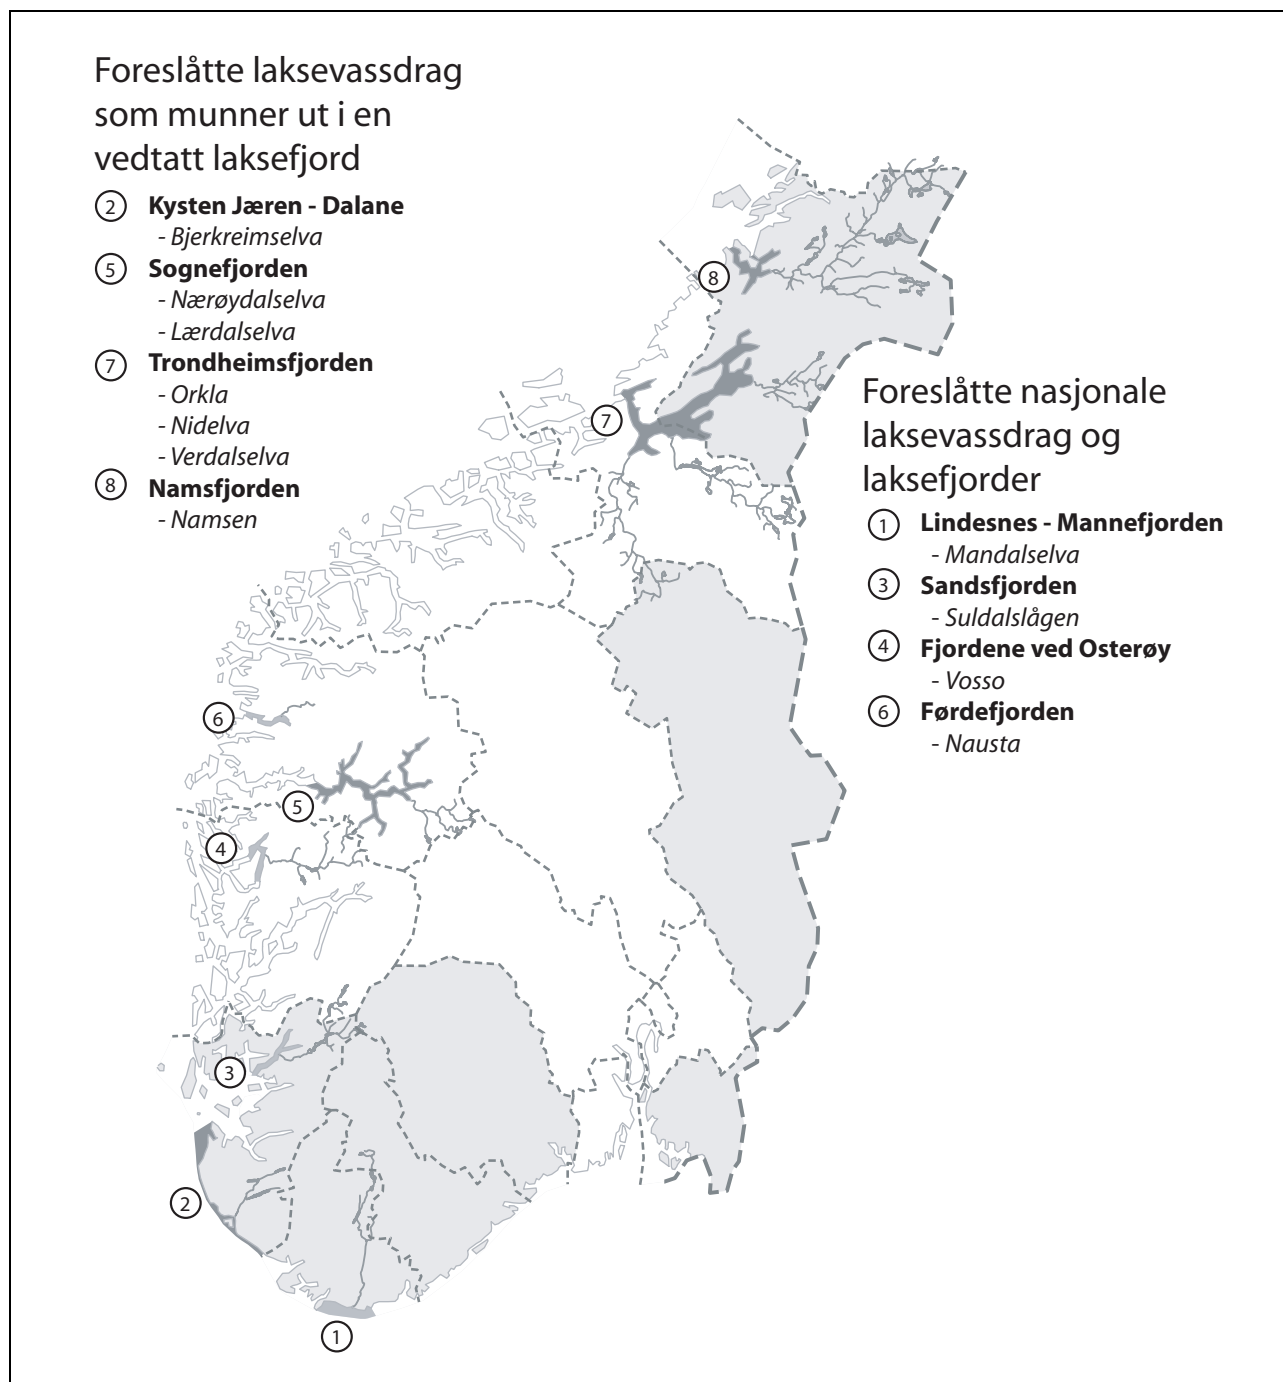 Foreslåtte laksevassdrag
som munner ut i en
vedtatt laksefjord
2 Kysten Jæren - Dalane
- Bjerkreimselva
5 Sognefjorden
- Nærøydalselva
- Lærdalselva
7 Trondheimsfjorden
- Orkla
- Nidelva
- Verdalselva
8 Namsfjorden
- Namsen
Foreslåtte nasjonale
laksevassdrag og
laksefjorder
1 Lindesnes - Mannefjorden
- Mandalselva
3 Sandsfjorden
- Suldalslågen
4 Fjordene ved Osterøy
- Vosso
6 Førdefjorden
- Nausta
8
7
6
5
4
3
2
1